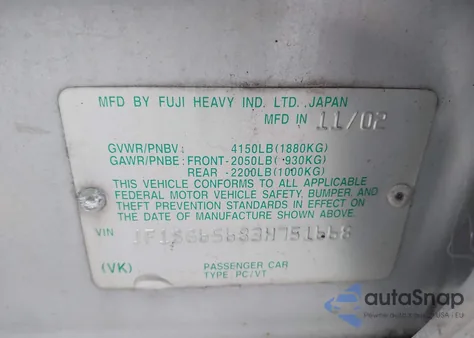 MFD BY FUJI HEAVY IND. LTD., JAPAN
MFD IN 11/02
GVWR/PNBV: 4150LB(1880KG)
GAWR/PNBE: FRONT-2050LB( 930KG)
REAR -2200LB(1000KG)
THIS VEHICLE CONFORMS TO ALL APPLICABLE
FEDERAL MOTOR VEHICLE SAFETY, BUMPER, AND
THEFT PREVENTION STANDARDS IN EFFECT ON
THE DATE OF MANUFACTURE SHOWN ABOVE
VIN
(VK) PASSENGER CAR
TYPE PC/VT
autoSnap